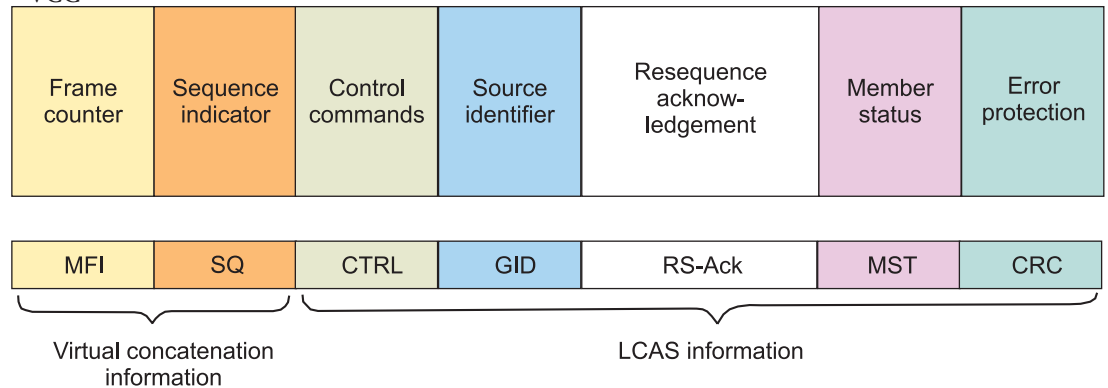 Frame
counter
Sequence
indicator
Control
commands
Source
identifier
Resequence
acknow-
ledgement
Member
status
Error
protection
MFI
SQ
CTRL
GID
RS-Ack
MST
CRC
Virtual concatenation
information
LCAS information